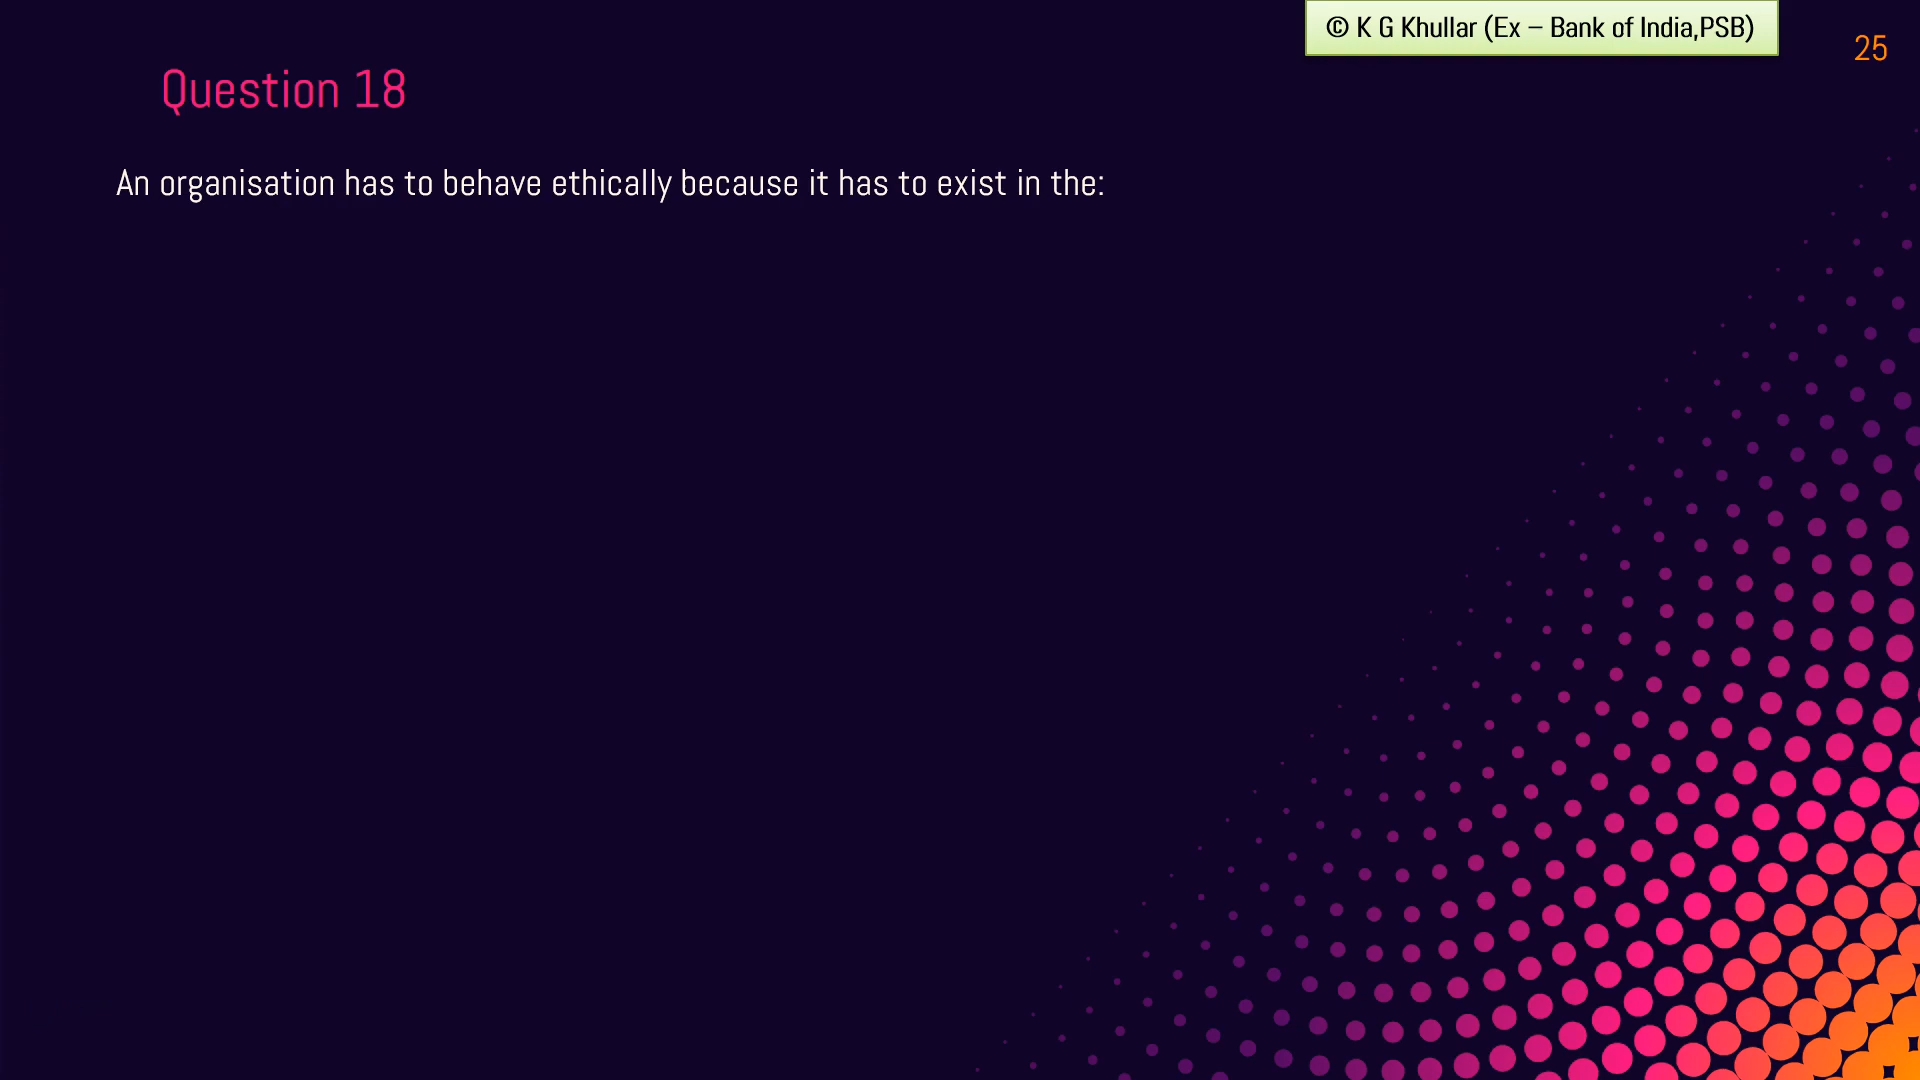 © K G Khullar (Ex – Bank of India,PSB)
25
Question 18
An organisation has to behave ethically because it has to exist in the: